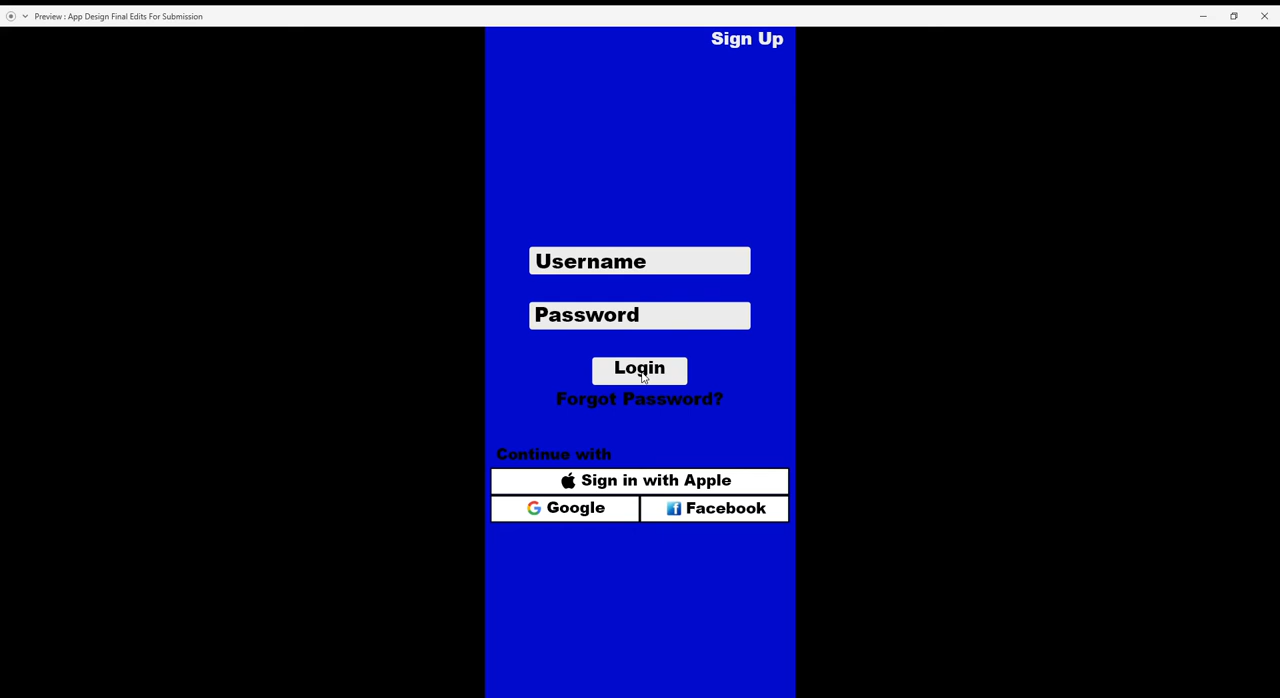 Preview : App Design Final Edits For Submission
Sign Up
Username
Password
Login
Forgot Password?
Continue with
Sign in with Apple
Google
Facebook